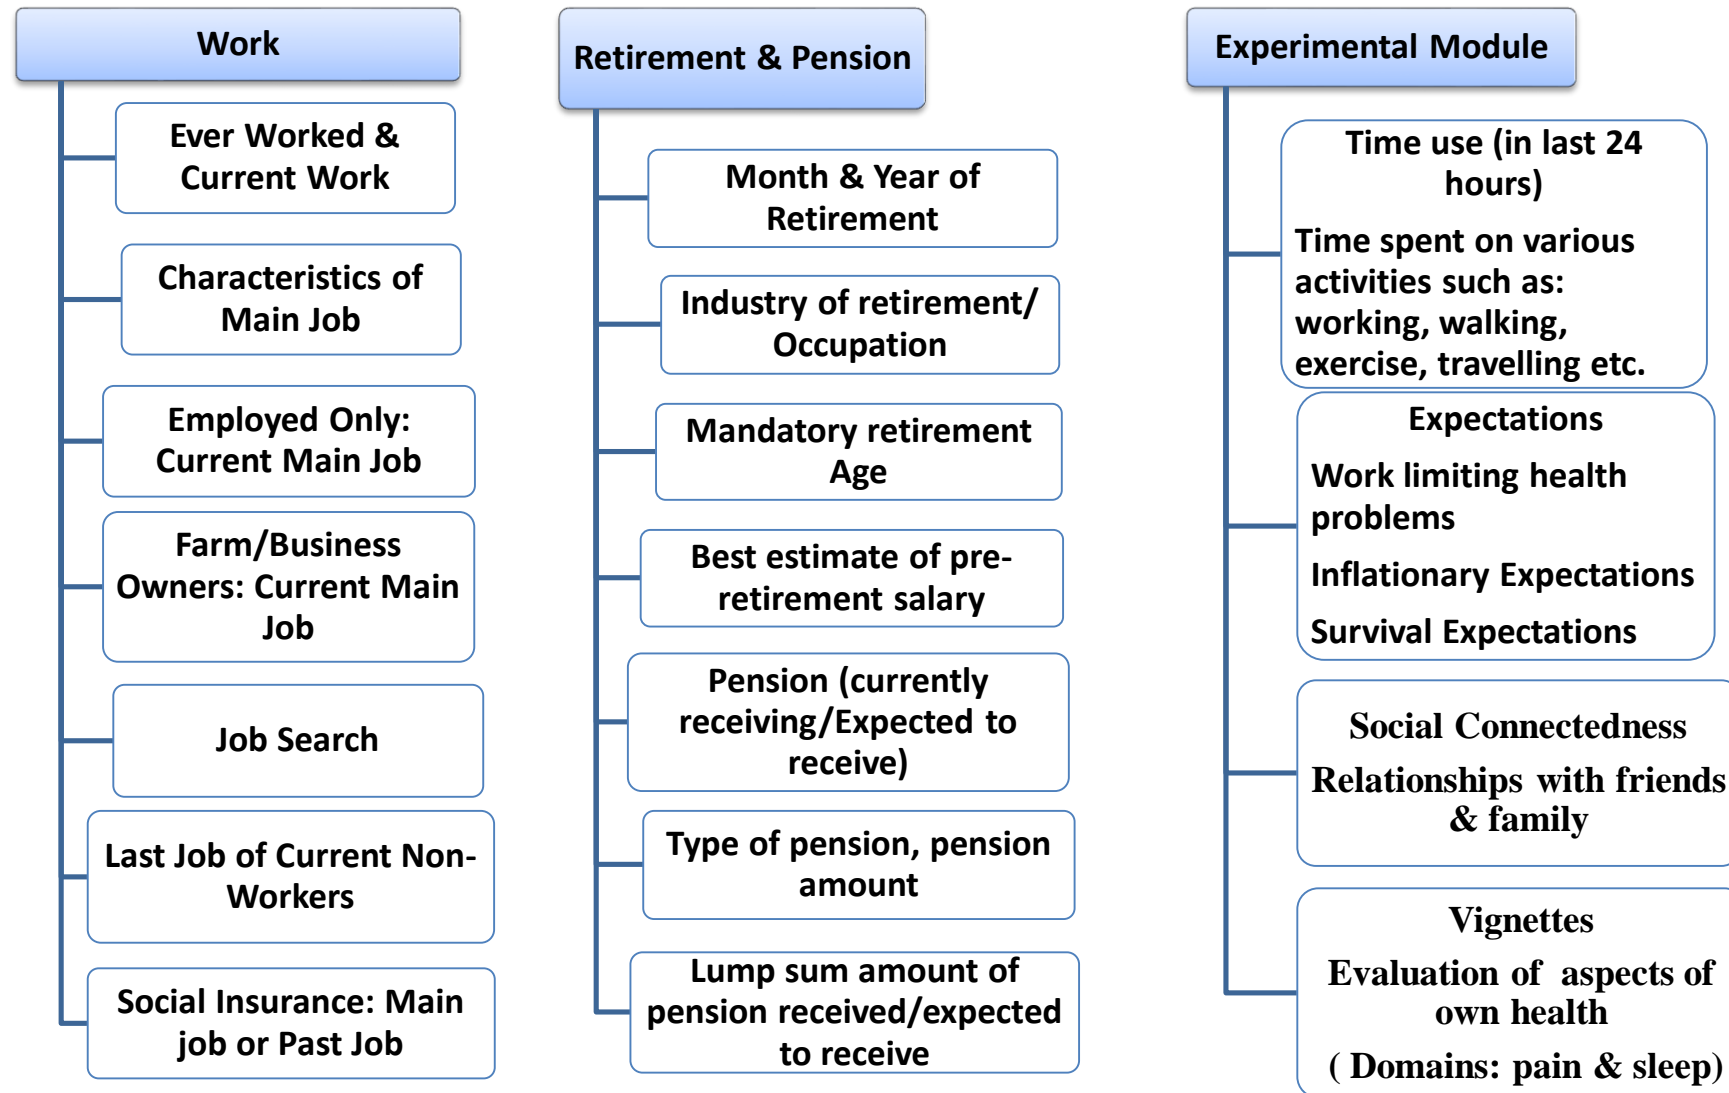 Work
Ever Worked &
Current Work
Characteristics of
Main Job
Employed Only:
Current Main Job
Farm/Business
Owners: Current Main
Job
Job Search
Last Job of Current Non-
Workers
Social Insurance: Main
job or Past Job
Retirement & Pension
Month & Year of
Retirement
Industry of retirement/
Occupation
Mandatory retirement
Age
Best estimate of pre-
retirement salary
Pension (currently
receiving/Expected to
receive)
Type of pension, pension
amount
Lump sum amount of
pension received/expected
to receive
Experimental Module
Time use (in last 24
hours)
Time spent on various
activities such as:
working, walking,
exercise, travelling etc.
Expectations
Work limiting health
problems
Inflationary Expectations
Survival Expectations
Social Connectedness
Relationships with friends
& family
Vignettes
Evaluation of  aspects of
own health
( Domains: pain & sleep)